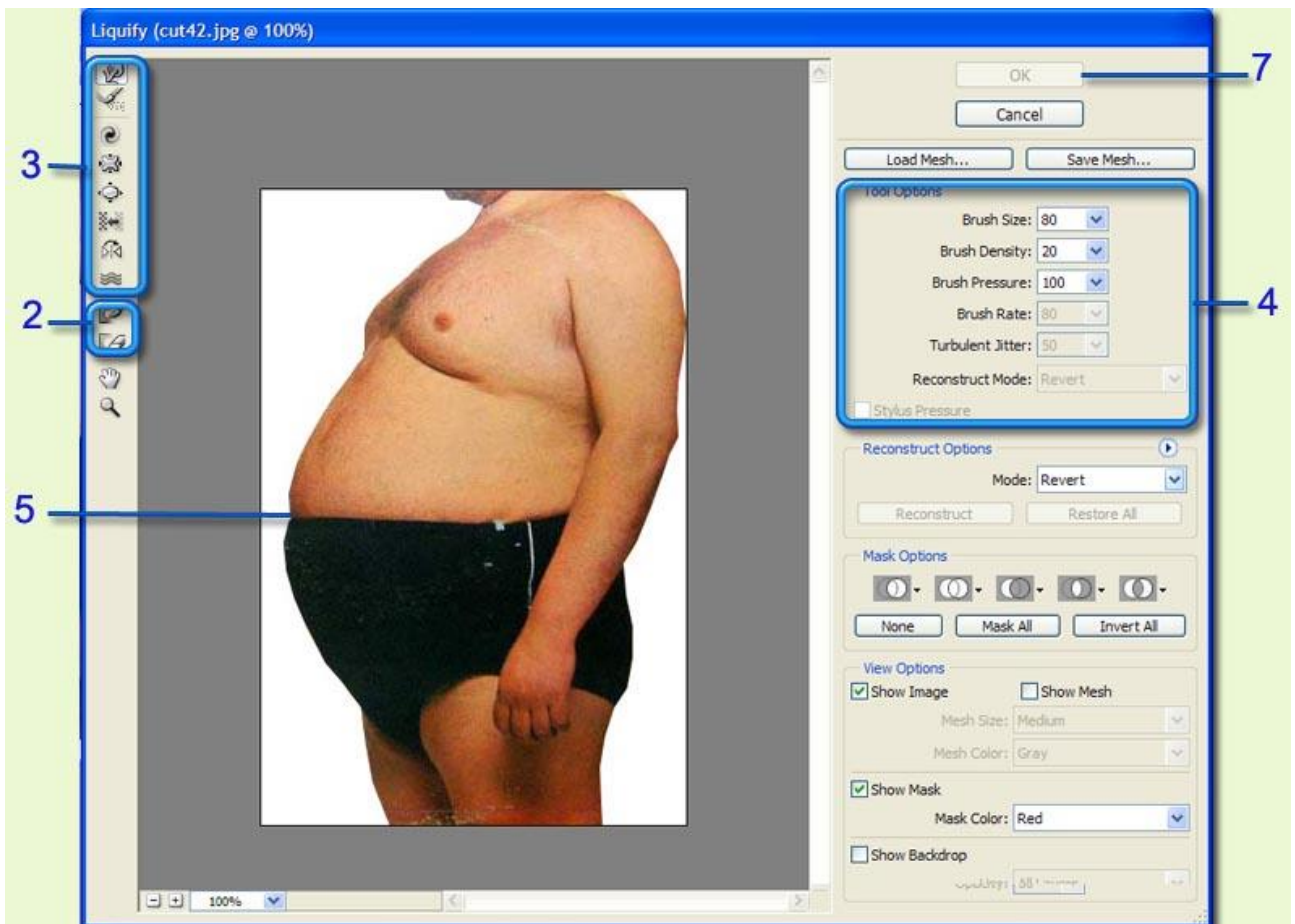 Liquify (cut42.jpg @ 100%)
OK
7
Cancel
Load Mesh... Save Mesh...
3
Tool Options
Brush Size: 80
Brush Density: 20
Brush Pressure: 100
4
2
Brush Rate: 80
Turbulent Jitter: 50
Reconstruct Mode: Revert
Stylus Pressure
Reconstruct Options
Mode: Revert
5
Reconstruct Restore All
Mask Options
None Mask All Invert All
View Options
Show Image Show Mesh
Mesh Size: Medium
Mesh Color: Gray
Show Mask
Mask Color: Red
Show Backdrop
100%